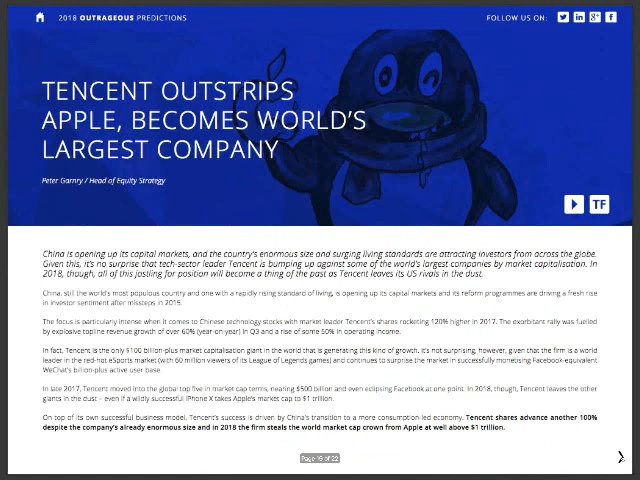 2018 OUTRAGEOUS PREDICTIONS
FOLLOW US ON:
TENCENT OUTSTRIPS
APPLE, BECOMES WORLD'S
LARGEST COMPANY
Peter Garnry / Head of Equity Strategy
TF
China is opening up its capital markets, and the country's enormous size and surging living standards are attracting investors from across the globe.
Given this, it's no surprise that tech-sector leader Tencent is bumping up against some of the world's largest companies by market capitalisation. In
2018, though, all of this jostling for position will become a thing of the past as Tencent leaves its US rivals in the dust.
China, still the world's most populous country and one with a rapidly rising standard of living, is opening up its capital markets and its reform programmes are driving a fresh rise
in investor sentiment after missteps in 2015.
The focus is particularly intense when it comes to Chinese technology stocks with market leader Tencent's shares rocketing 120% higher in 2017. The exorbitant rally was fuelled
by explosive topline revenue growth of over 60% (year-on-year) in Q3 and a rise of some 50% in operating income.
In fact, Tencent is the only $100 billion-plus market capitalisation giant in the world that is generating this kind of growth. It's not surprising, however, given that the firm is a world
leader in the red-hot eSports market (with 60 million viewers of its League of Legends games) and continues to surprise the market in successfully monetising Facebook-equivalent
WeChat's billion-plus active user base.
In late 2017, Tencent moved into the global top five in market cap terms, nearing $500 billion and even eclipsing Facebook at one point. In 2018, though, Tencent leaves the other
giants in the dust – even if a wildly successful iPhone X takes Apple's market cap to $1 trillion.
On top of its own successful business model, Tencent's success is driven by China's transition to a more consumption-led economy. Tencent shares advance another 100%
despite the company's already enormous size and in 2018 the firm steals the world market cap crown from Apple at well above $1 trillion.
Page 19 of 22